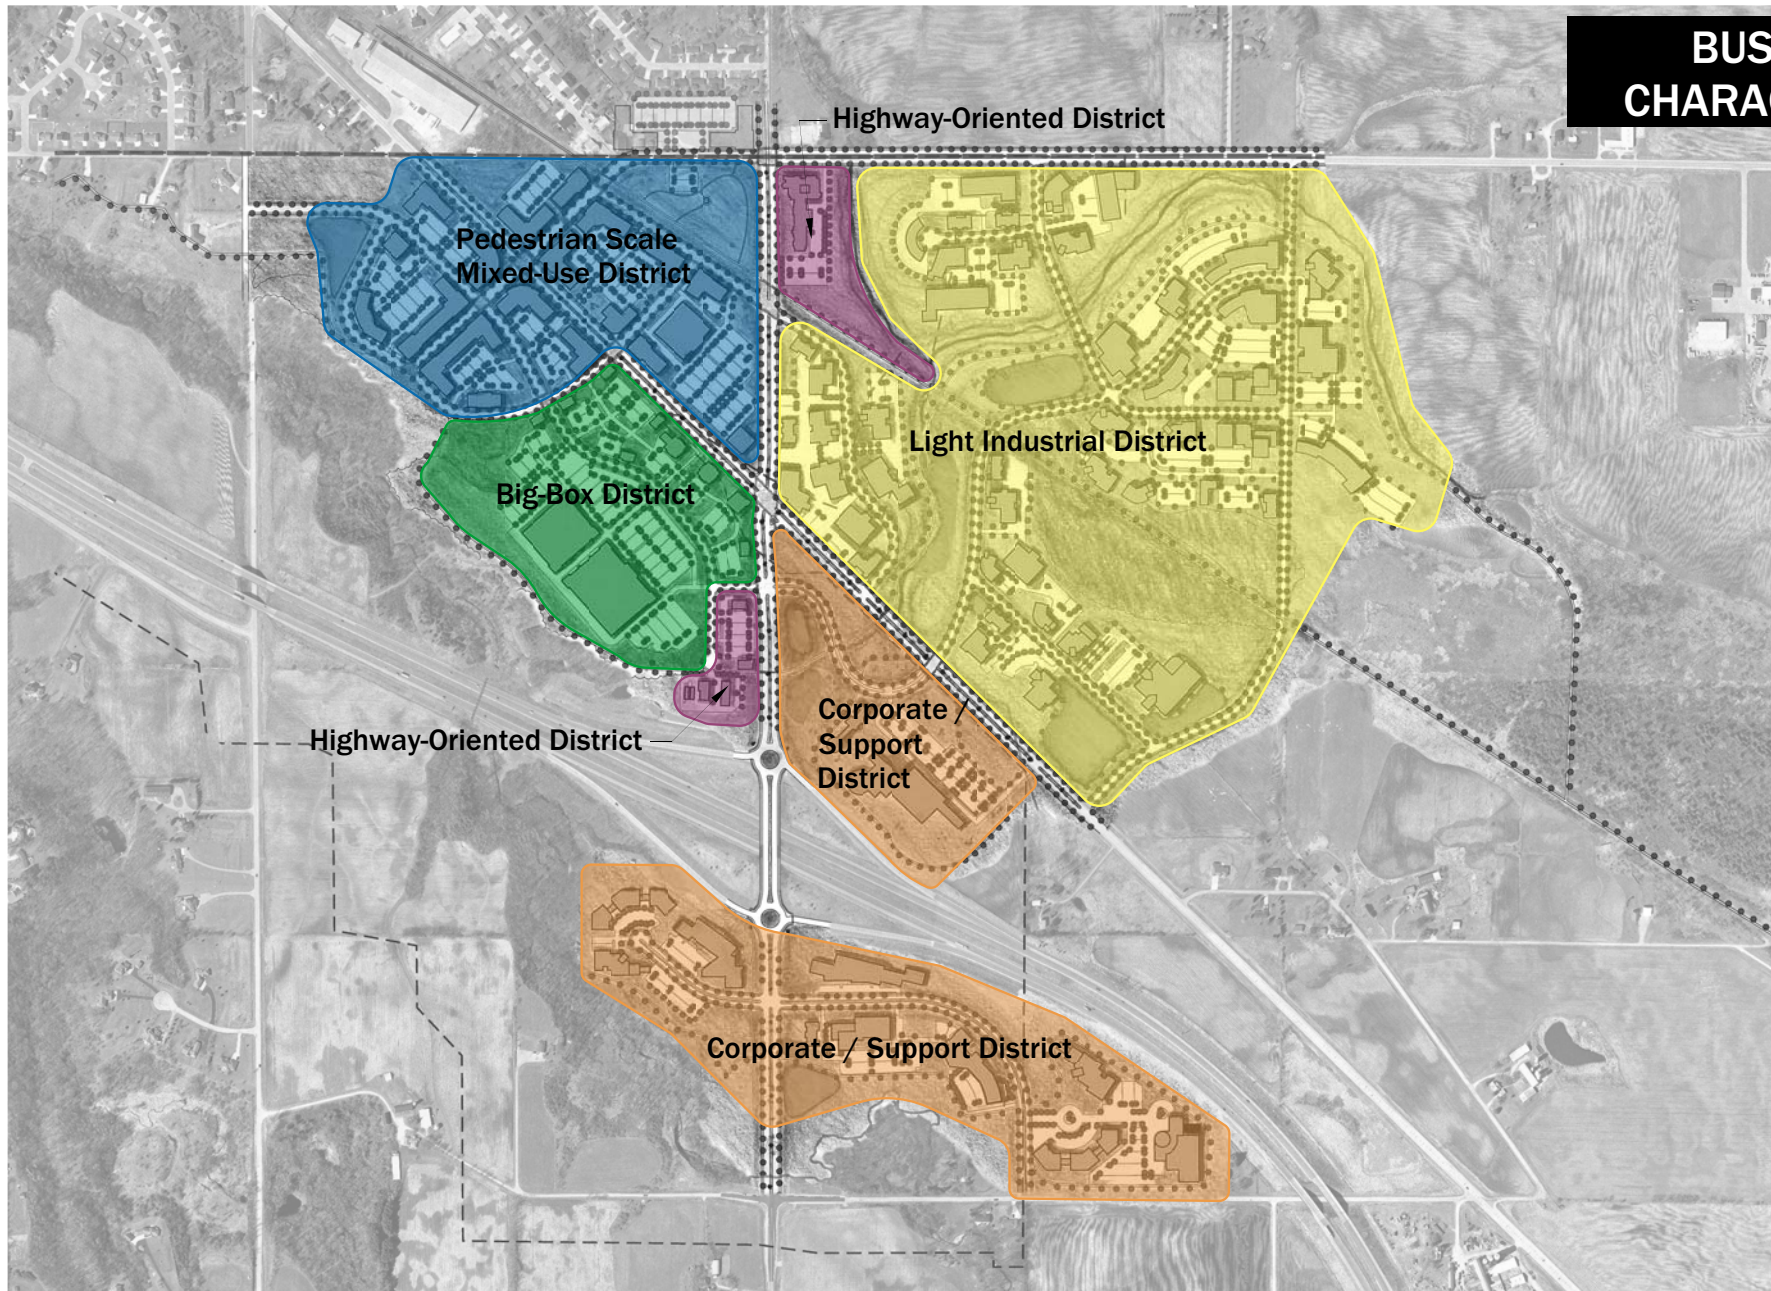 BUS
CHARAC
Highway-Oriented District
Pedestrian Scale
Mixed-Use District
Light Industrial District
Big-Box District
Corporate /
Support
District
Highway-Oriented District
Corporate / Support District